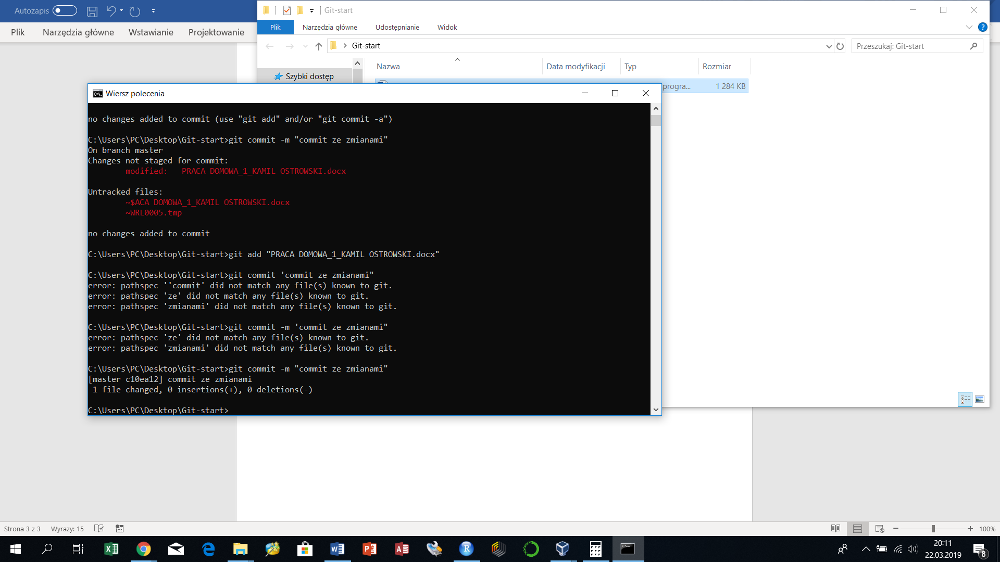 Autozapis
Git-start
Plik
Narzędzia główne
Wstawianie
Projektowanie
Plik
Narzędzia główne
Udostępnianie
Widok
?
Git-start
Przeszukaj: Git-start
Nazwa
Data modyfikacji
Typ
Rozmiar
Szybki dostęp
progra...
1 284 KB
Wiersz polecenia
no changes added to commit (use "git add" and/or "git commit -a")
C:\Users\PC\Desktop\Git-start>git commit -m "commit ze zmianami"
On branch master
Changes not staged for commit:
modified:   PRACA DOMOWA_1_KAMIL OSTROWSKI.docx
Untracked files:
~$ACA DOMOWA_1_KAMIL OSTROWSKI.docx
~WRL0005.tmp
no changes added to commit
C:\Users\PC\Desktop\Git-start>git add "PRACA DOMOWA_1_KAMIL OSTROWSKI.docx"
C:\Users\PC\Desktop\Git-start>git commit 'commit ze zmianami"
error: pathspec ''commit' did not match any file(s) known to git.
error: pathspec 'ze' did not match any file(s) known to git.
error: pathspec 'zmianami' did not match any file(s) known to git.
C:\Users\PC\Desktop\Git-start>git commit -m 'commit ze zmianami"
error: pathspec 'ze' did not match any file(s) known to git.
error: pathspec 'zmianami' did not match any file(s) known to git.
C:\Users\PC\Desktop\Git-start>git commit -m "commit ze zmianami"
[master c10ea12] commit ze zmianami
1 file changed, 0 insertions(+), 0 deletions(-)
C:\Users\PC\Desktop\Git-start>
Strona 3 z 3
Wyrazy: 15
100%
20:11
22.03.2019
8